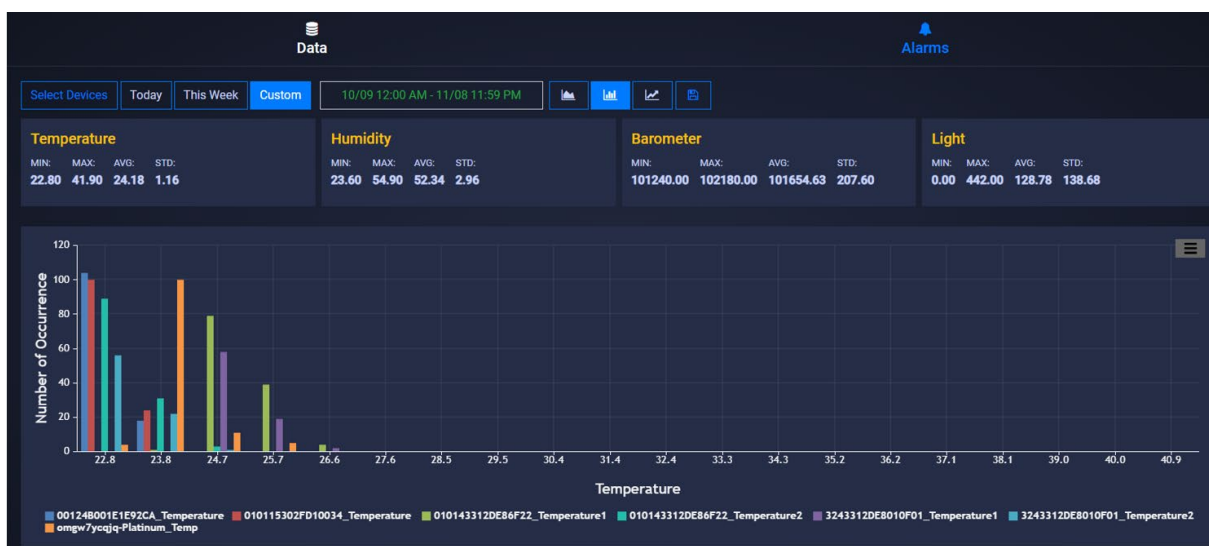 Data
Alarms
Select Devices Today This Week Custom 10/09 12:00 AM - 11/08 11:59 PM
Temperature Humidity Barometer Light
MIN: MAX: AVG: STD: MIN: MAX: AVG: STD: MIN: MAX: AVG: STD: MIN: MAX: AVG: STD:
22.80 41.90 24.18 1.16 23.60 54.90 52.34 2.96 101240.00 102180.00 101654.63 207.60 0.00 442.00 128.78 138.68
Number of Occurrence
120
100
80
60
40
20
0
22.8 23.8 24.7 25.7 26.6 27.6 28.5 29.5 30.4 31.4 32.4 33.3 34.3 35.2 36.2 37.1 38.1 39.0 40.0 40.9
Temperature
00124B001E1E92CA_Temperature 010115302FD10034_Temperature 010143312DE86F22_Temperature1 010143312DE86F22_Temperature2 3243312DE8010F01_Temperature1 3243312DE8010F01_Temperature2
omgw7ycqjq-Platinum_Temp